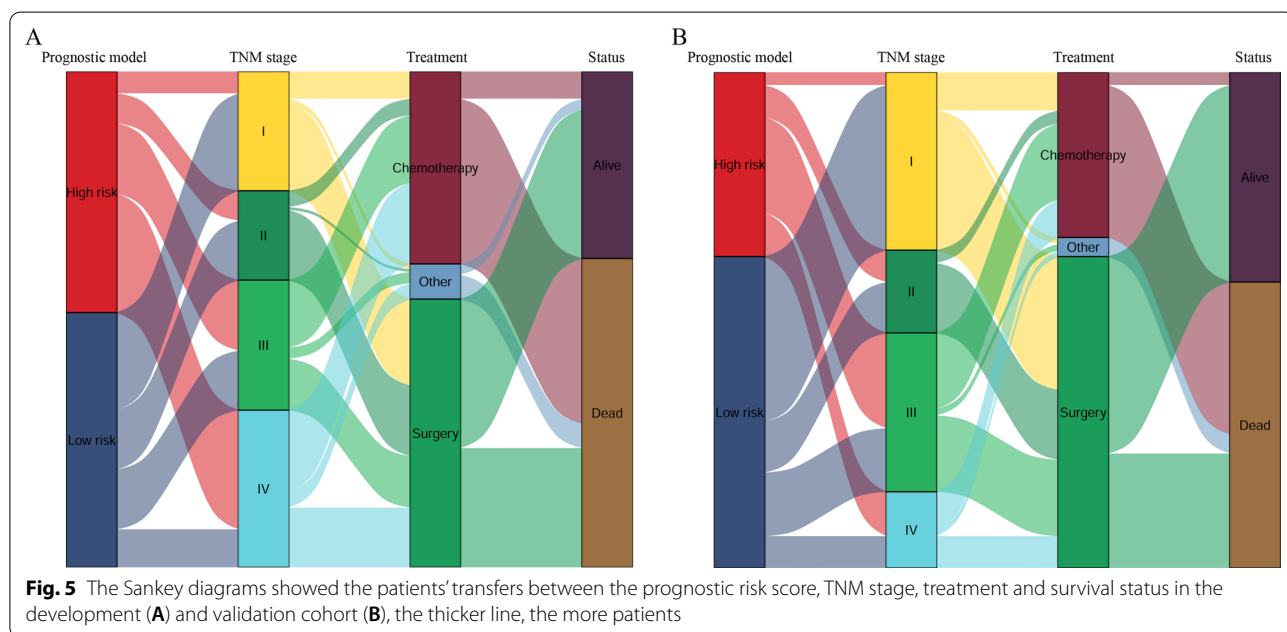 A
Prognostic model TNM stage Treatment Status
High risk
Low risk
I
II
III
IV
Chemotherapy
Other
Surgery
Alive
Dead
B
Prognostic model TNM stage Treatment Status
High risk
Low risk
I
II
III
IV
Chemotherapy
Other
Surgery
Alive
Dead
Fig. 5 The Sankey diagrams showed the patients' transfers between the prognostic risk score, TNM stage, treatment and survival status in the
development (A) and validation cohort (B), the thicker line, the more patients